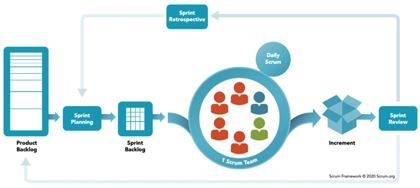 Sprint
Retrospective
Daily
Scrum
Sprint
Planning
Sprint
Review
Product
Backlog
Sprint
Backlog
1 Scrum Team
Increment
Scrum Framework © 2020 Scrum.org